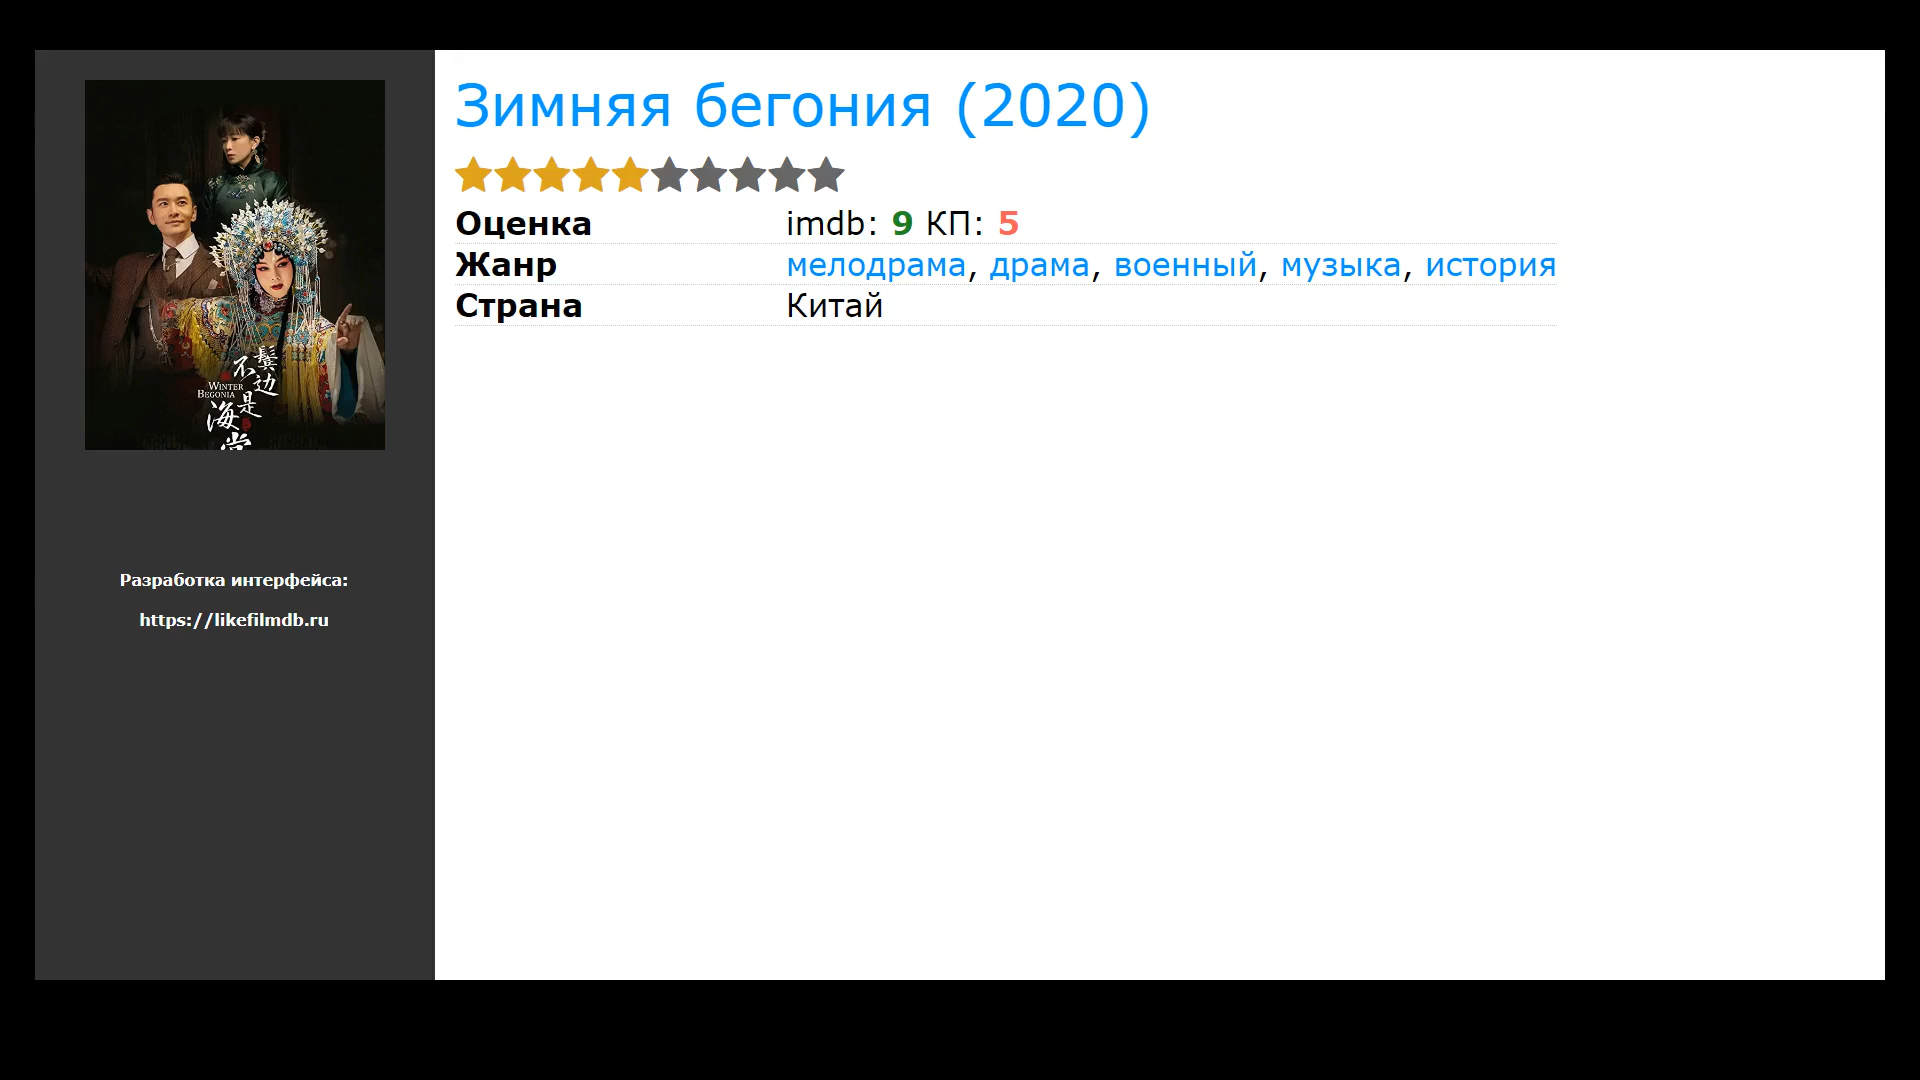 Зимняя бегония (2020)
Оценка imdb: 9 КП: 5
Жанр мелодрама, драма, военный, музыка, история
Страна Китай
鬓
不边
WINTER
BEGONIA
是
海
棠
Разработка интерфейса:
https://likefilmdb.ru